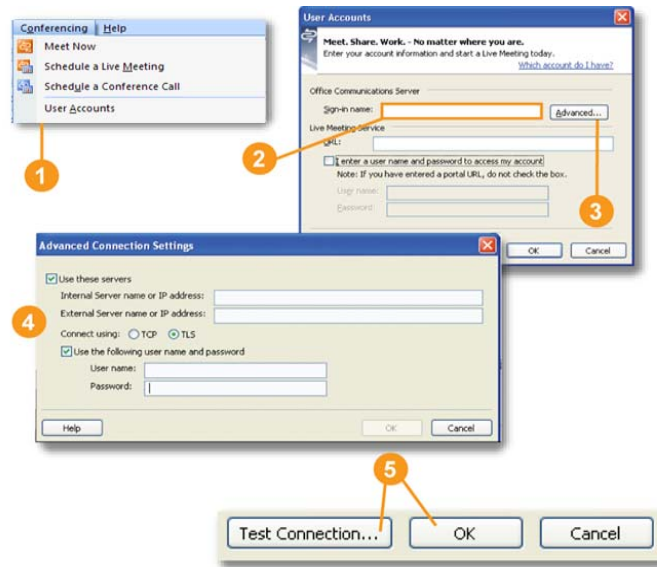 Conferencing Help
Meet Now
Schedule a Live Meeting
Schedule a Conference Call
User Accounts
1
User Accounts
Meet. Share. Work. - No matter where you are.
Enter your account information and start a Live Meeting today.
Which account do I have?
Office Communications Server
Sign-in name:
Advanced...
2
Live Meeting Service
URL:
I enter a user name and password to access my account
Note: If you have entered a portal URL, do not check the box.
User name:
Password:
3
OK Cancel
Advanced Connection Settings
Use these servers
Internal Server name or IP address:
External Server name or IP address:
4
Connect using: TCP TLS
Use the following user name and password
User name:
Password:
Help OK Cancel
5
Test Connection... OK Cancel